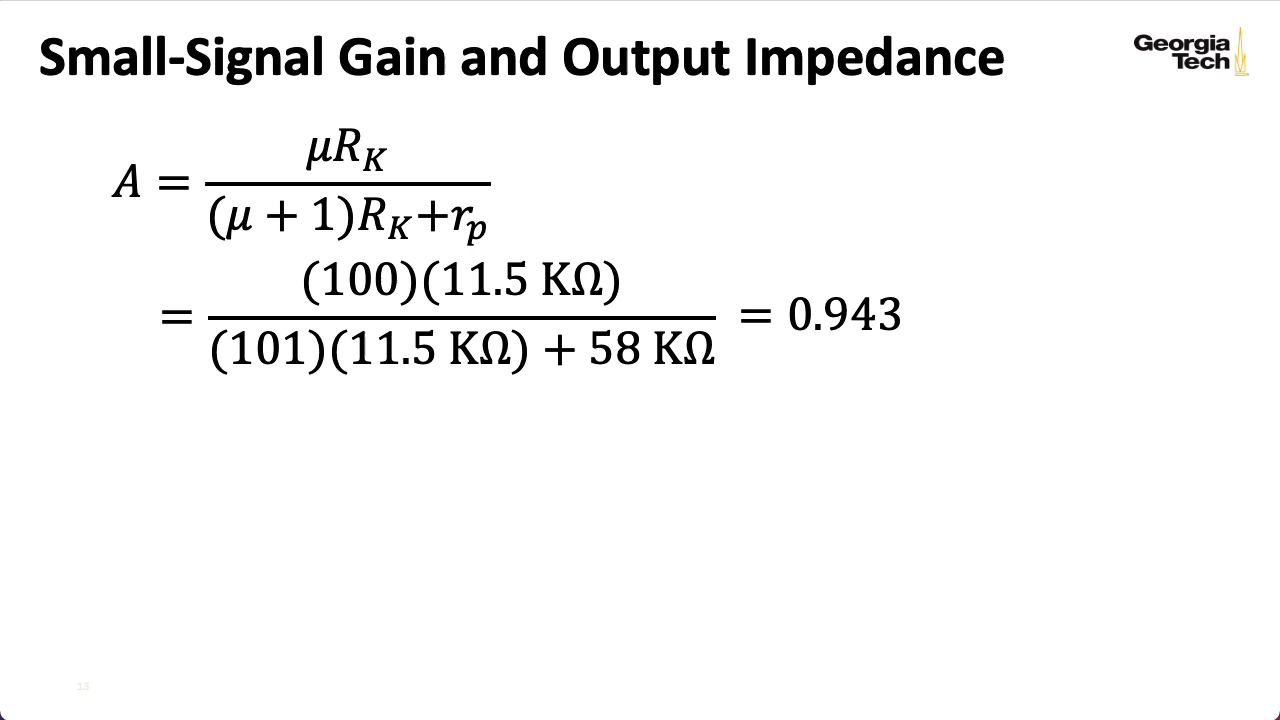 Small-Signal Gain and Output Impedance
Georgia
Tech
A = μR_K / ((μ + 1)R_K+r_p)
= (100)(11.5 KΩ) / ((101)(11.5 KΩ) + 58 KΩ) = 0.943
13